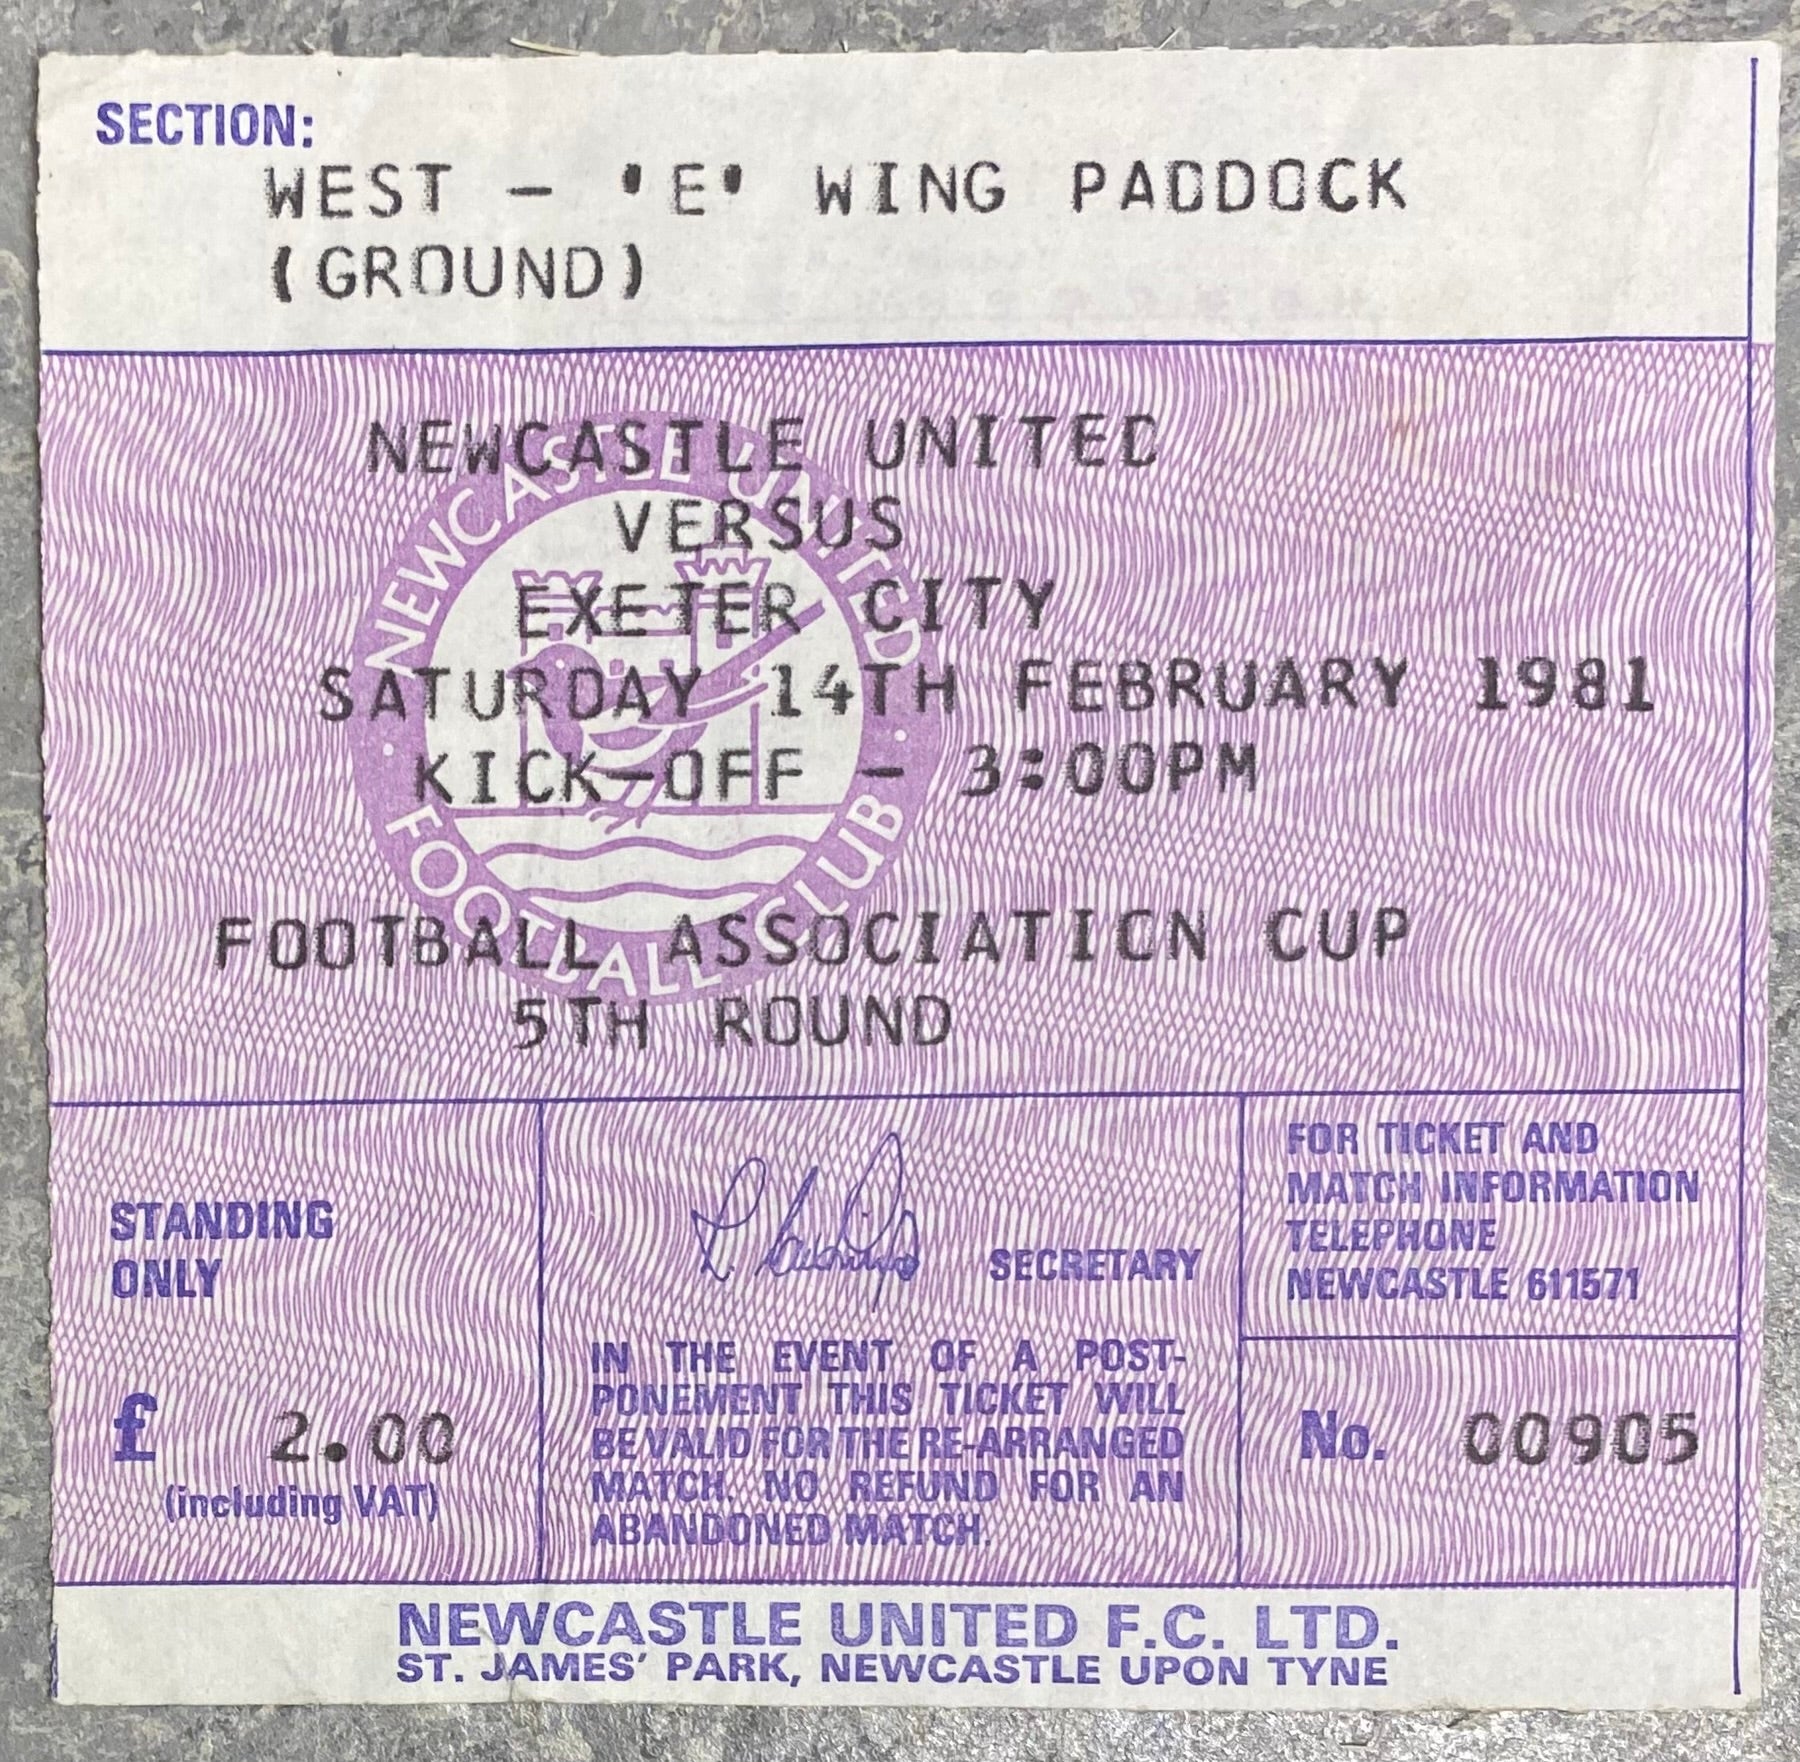 SECTION:
WEST - 'E' WING PADDOCK
(GROUND)
NEWCASTLE UNITED
VERSUS
EXETER CITY
SATURDAY 14TH FEBRUARY 1981
KICK-OFF - 3:00PM
FOOTBALL ASSOCIATION CUP
5TH ROUND
NEWCASTLE UNITED
FOOTBALL CLUB
STANDING
ONLY
£ 2.00
(including VAT)
SECRETARY
IN THE EVENT OF A POST-
PONEMENT THIS TICKET WILL
BE VALID FOR THE RE-ARRANGED
MATCH. NO REFUND FOR AN
ABANDONED MATCH.
FOR TICKET AND
MATCH INFORMATION
TELEPHONE
NEWCASTLE 611571
No. 00905
NEWCASTLE UNITED F.C. LTD.
ST. JAMES' PARK, NEWCASTLE UPON TYNE